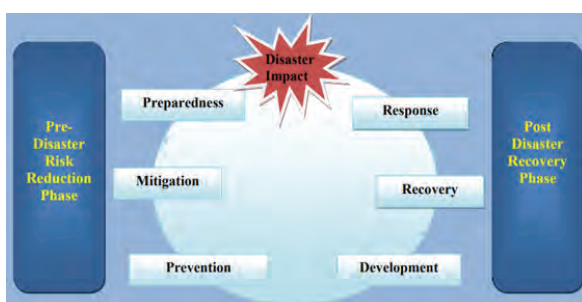 Disaster
Impact
Preparedness
Response
Pre-
Disaster
Risk
Reduction
Phase
Post
Disaster
Recovery
Phase
Mitigation
Recovery
Prevention
Development